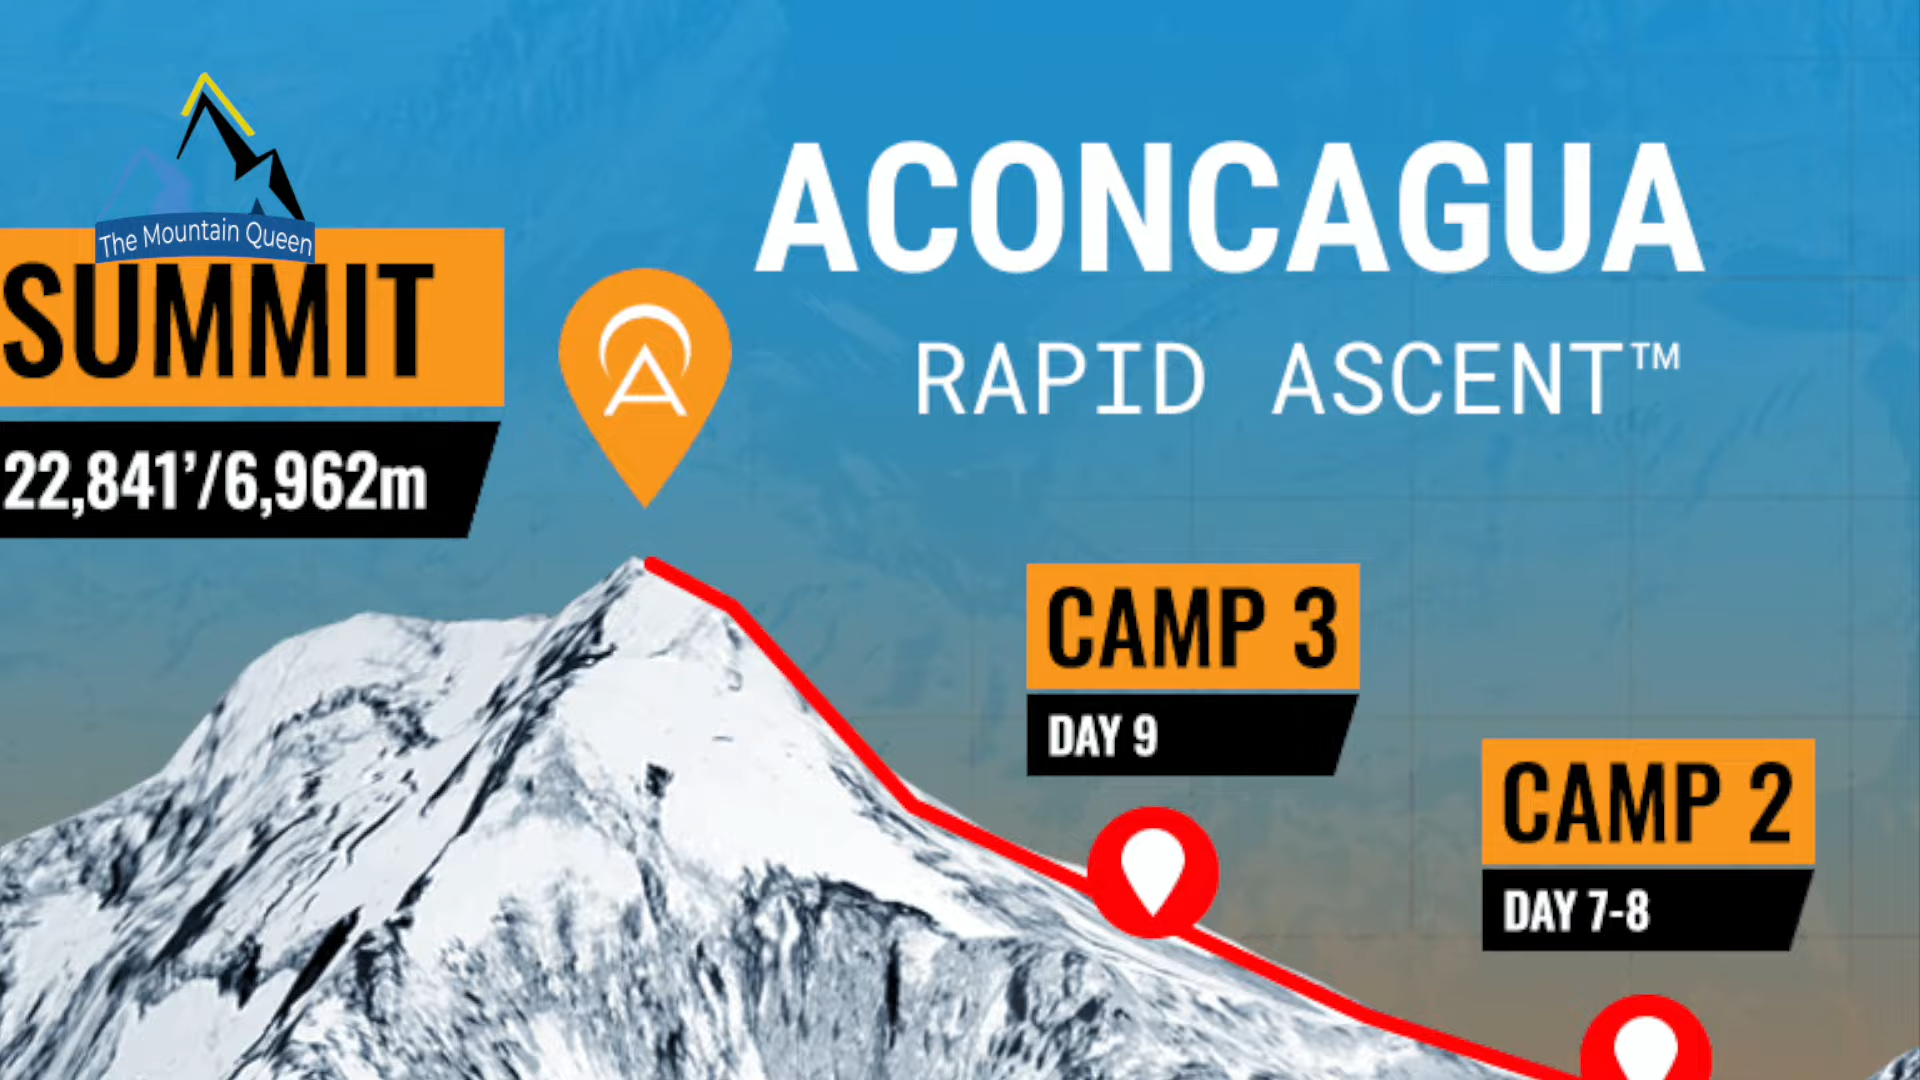 The Mountain Queen
ACONCAGUA
RAPID ASCENT™
SUMMIT
22,841’/6,962m
CAMP 3
DAY 9
CAMP 2
DAY 7-8